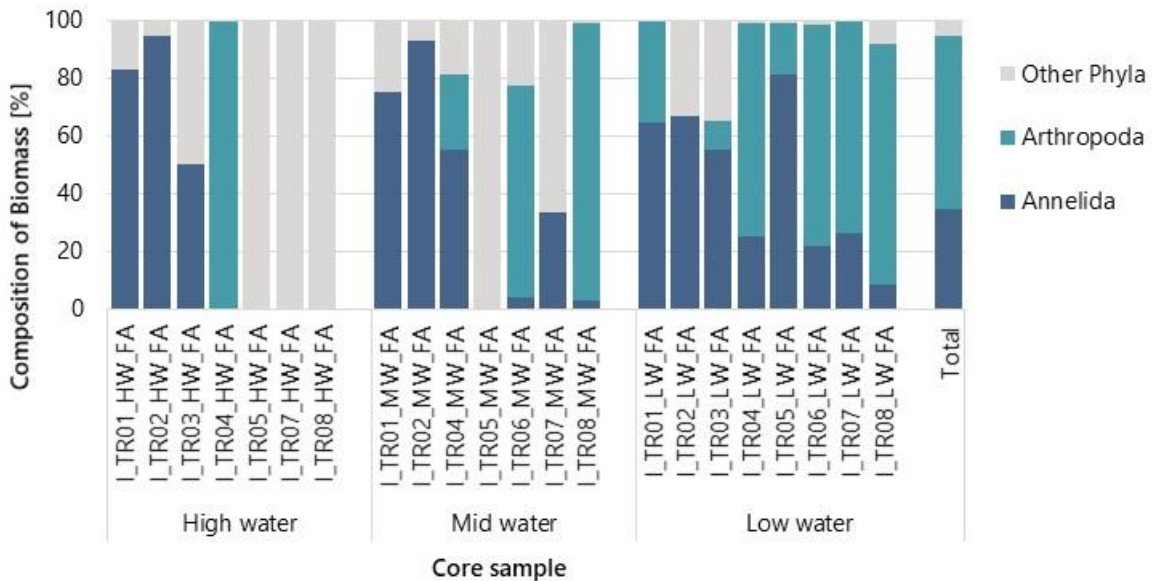 Composition of Biomass [%]
100
80
60
40
20
0
I_TR01_HW_FA
I_TR02_HW_FA
I_TR03_HW_FA
I_TR04_HW_FA
I_TR05_HW_FA
I_TR07_HW_FA
I_TR08_HW_FA
I_TR01_MW_FA
I_TR02_MW_FA
I_TR04_MW_FA
I_TR05_MW_FA
I_TR06_MW_FA
I_TR07_MW_FA
I_TR08_MW_FA
I_TR01_LW_FA
I_TR02_LW_FA
I_TR03_LW_FA
I_TR04_LW_FA
I_TR05_LW_FA
I_TR06_LW_FA
I_TR07_LW_FA
I_TR08_LW_FA
Total
High water
Mid water
Low water
Core sample
Other Phyla
Arthropoda
Annelida